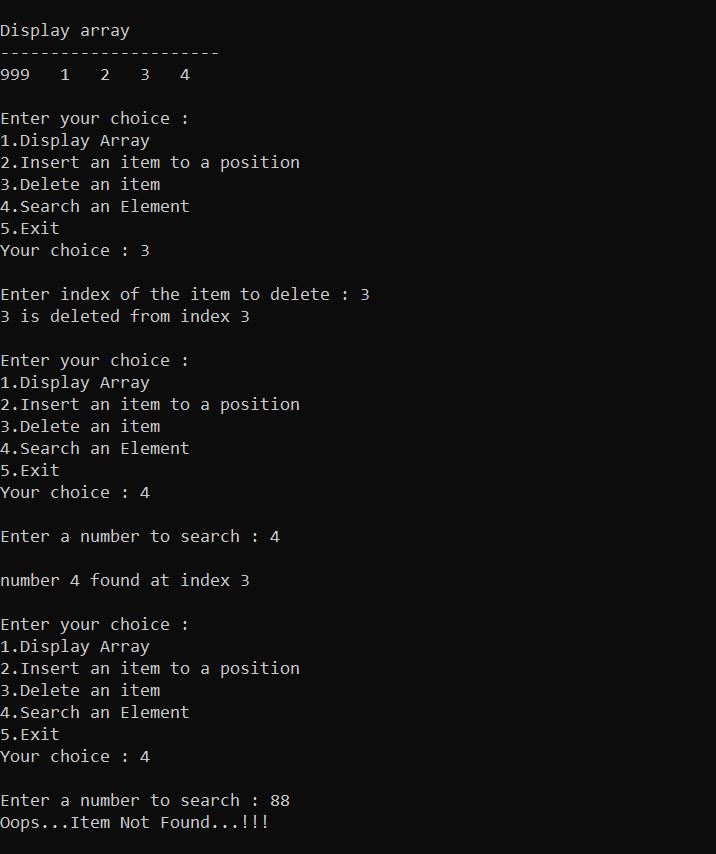 Display array
----------------------
999   1   2   3   4
Enter your choice :
1.Display Array
2.Insert an item to a position
3.Delete an item
4.Search an Element
5.Exit
Your choice : 3
Enter index of the item to delete : 3
3 is deleted from index 3
Enter your choice :
1.Display Array
2.Insert an item to a position
3.Delete an item
4.Search an Element
5.Exit
Your choice : 4
Enter a number to search : 4
number 4 found at index 3
Enter your choice :
1.Display Array
2.Insert an item to a position
3.Delete an item
4.Search an Element
5.Exit
Your choice : 4
Enter a number to search : 88
Oops...Item Not Found...!!!